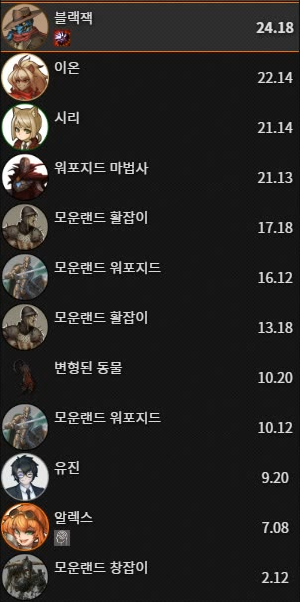 블랙잭
24.18
이온
22.14
시리
21.14
워포지드 마법사
21.13
모운랜드 활잡이
17.18
모운랜드 워포지드
16.12
모운랜드 활잡이
13.18
변형된 동물
10.20
모운랜드 워포지드
10.12
유진
9.20
알렉스
7.08
모운랜드 창잡이
2.12